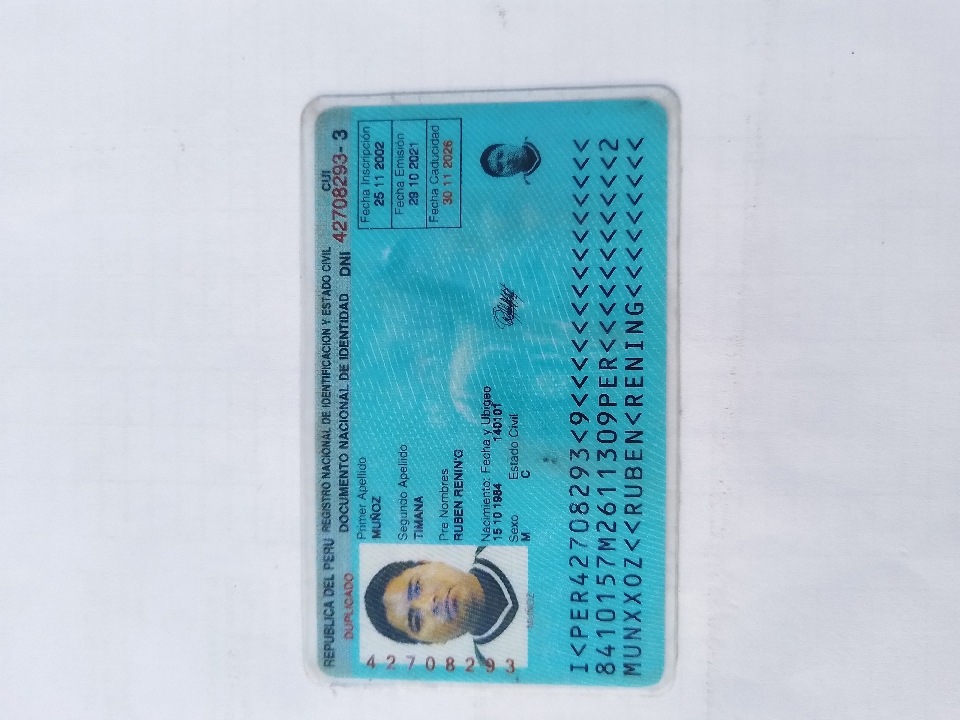 REPUBLICA DEL PERU REGISTRO NACIONAL DE IDENTIFICACION Y ESTADO CIVIL CUI
DUPLICADO DOCUMENTO NACIONAL DE IDENTIDAD DNI 42708293 - 3
Primer Apellido
MUÑOZ
Segundo Apellido
TIMANA
Pre Nombres
RUBEN RENIN'G
Nacimiento: Fecha y Ubigeo
15 10 1984 140101
Sexo Estado Civil
M C
Fecha Inscripción
25 11 2002
Fecha Emisión
29 10 2021
Fecha Caducidad
30 11 2026
42708293
I<PER42708293<9<<<<<<<<<<<<<<<
8410157M2611309PER<<<<<<<<<<<2
MUNXXOZ<<RUBEN<RENING<<<<<<<<<